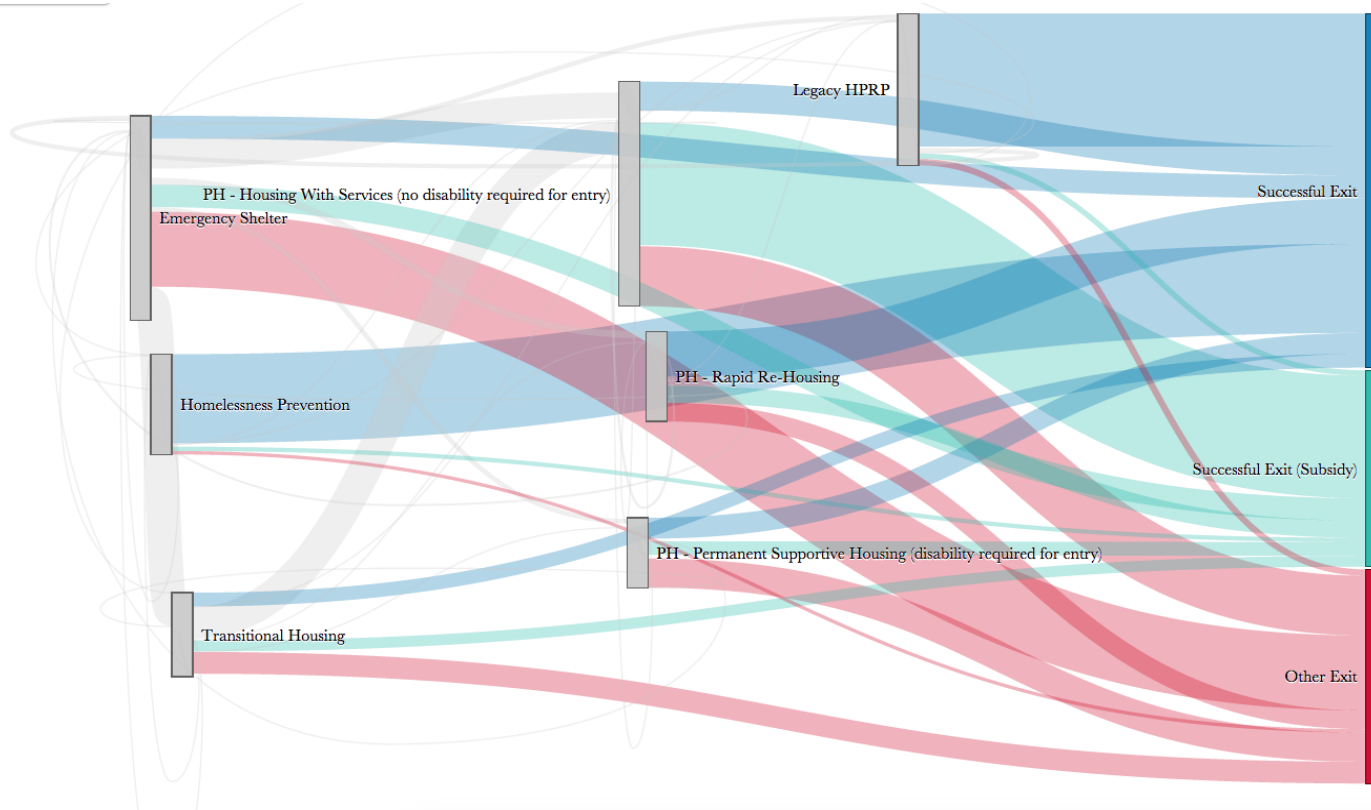 Legacy HPRP
PH - Housing With Services (no disability required for entry)
Successful Exit
Emergency Shelter
PH - Rapid Re-Housing
Homelessness Prevention
Successful Exit (Subsidy)
PH - Permanent Supportive Housing (disability required for entry)
Transitional Housing
Other Exit